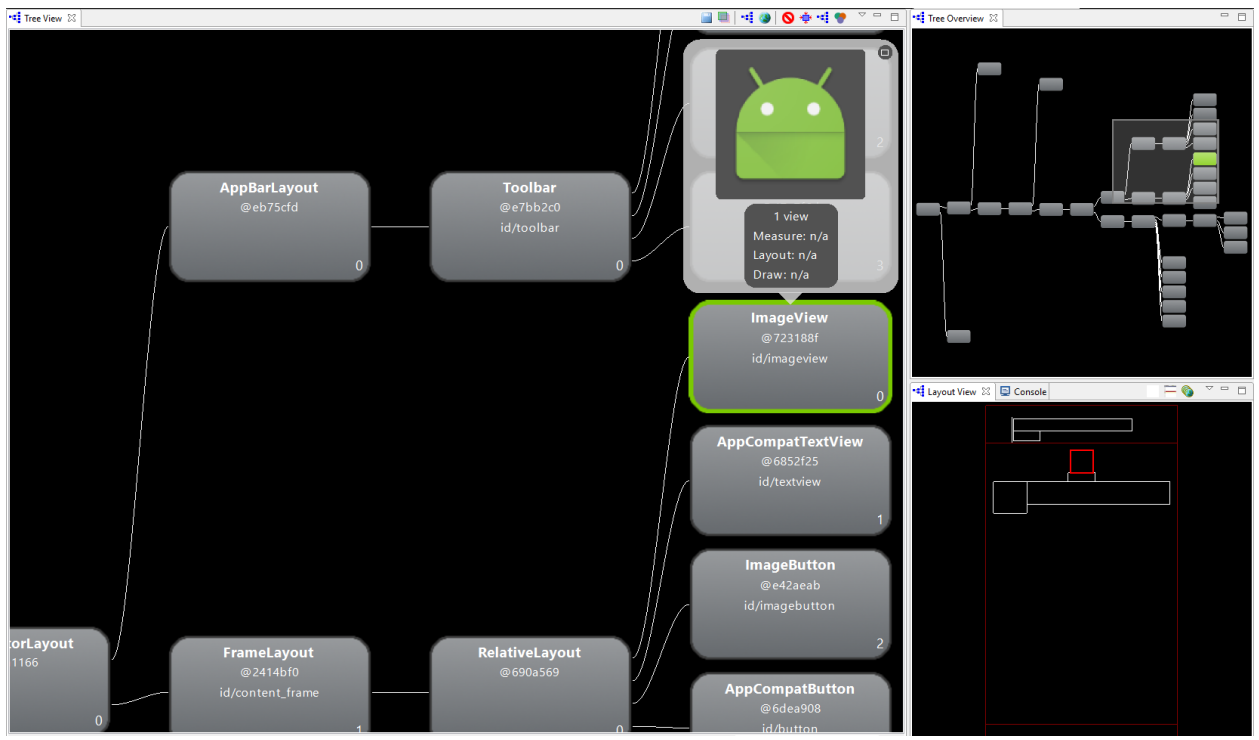 Tree View
AppBarLayout
@eb75cfd
0
Toolbar
@e7bb2c0
id/toolbar
0
2
3
1 view
Measure: n/a
Layout: n/a
Draw: n/a
ImageView
@723188f
id/imageview
0
AppCompatTextView
@6852f25
id/textview
1
ImageButton
@e42aeab
id/imagebutton
2
AppCompatButton
@6dea908
id/button
torLayout
1166
0
FrameLayout
@2414bf0
id/content_frame
1
RelativeLayout
@690a569
0
Tree Overview
Layout View
Console